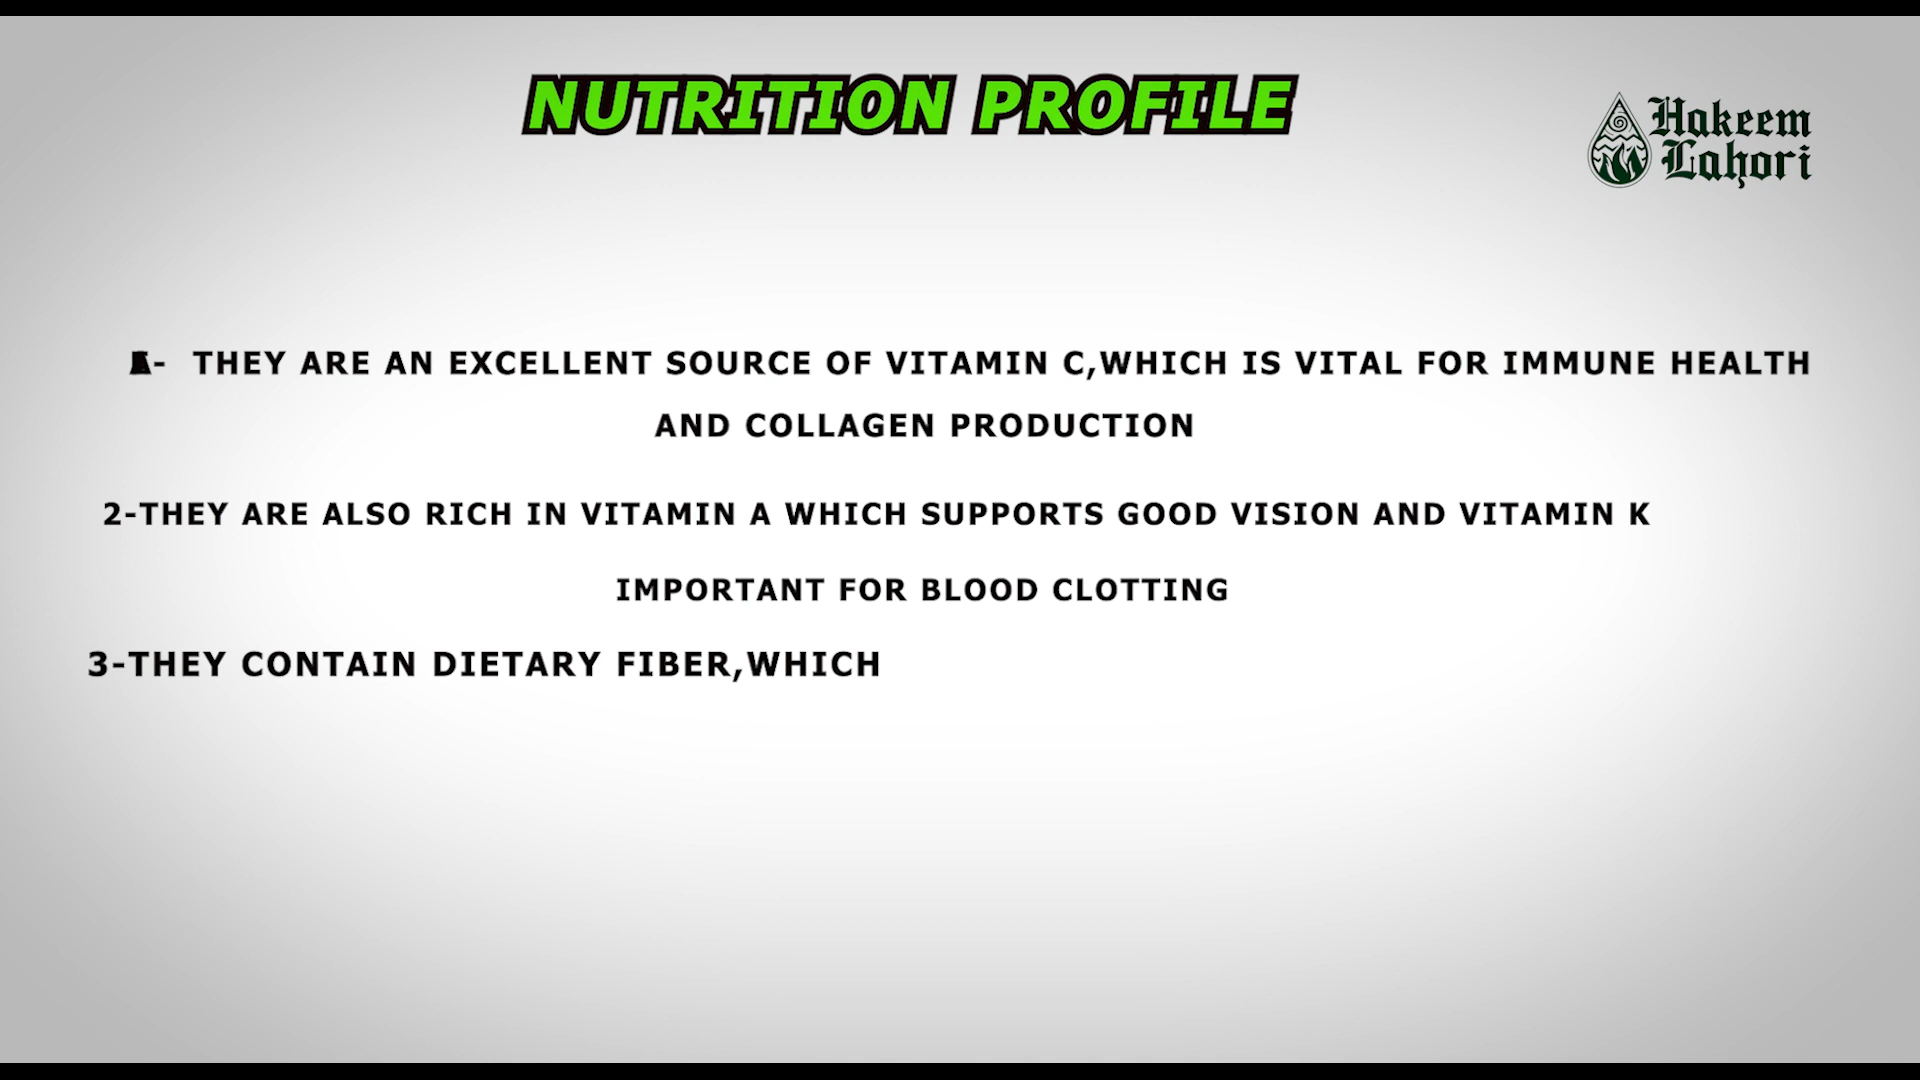 NUTRITION PROFILE
Hakeem
Lahori
- THEY ARE AN EXCELLENT SOURCE OF VITAMIN C,WHICH IS VITAL FOR IMMUNE HEALTH
AND COLLAGEN PRODUCTION
2-THEY ARE ALSO RICH IN VITAMIN A WHICH SUPPORTS GOOD VISION AND VITAMIN K
IMPORTANT FOR BLOOD CLOTTING
3-THEY CONTAIN DIETARY FIBER,WHICH